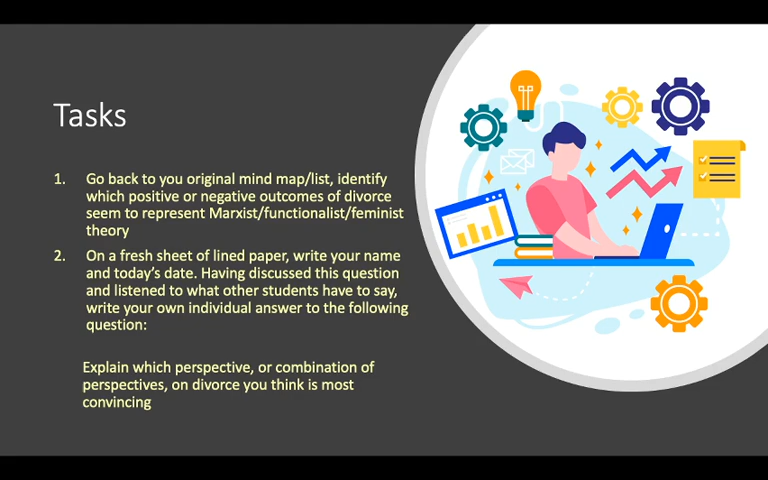 Tasks
1. Go back to you original mind map/list, identify
which positive or negative outcomes of divorce
seem to represent Marxist/functionalist/feminist
theory
2. On a fresh sheet of lined paper, write your name
and today's date. Having discussed this question
and listened to what other students have to say,
write your own individual answer to the following
question:
Explain which perspective, or combination of
perspectives, on divorce you think is most
convincing